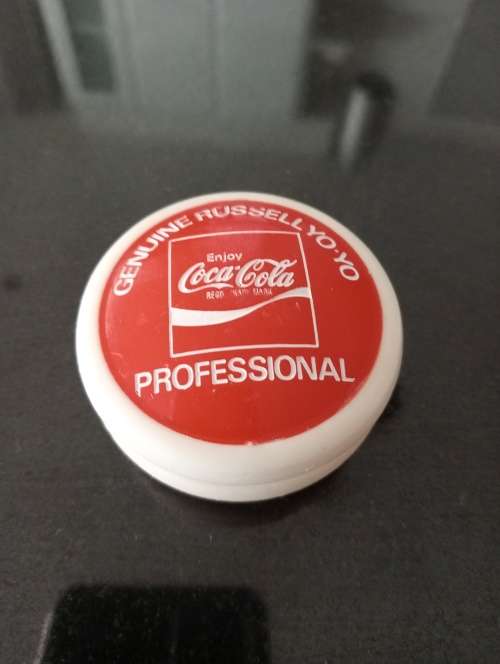 GENUINE RUSSELL YO-YO
Enjoy
Coca-Cola
PROFESSIONAL